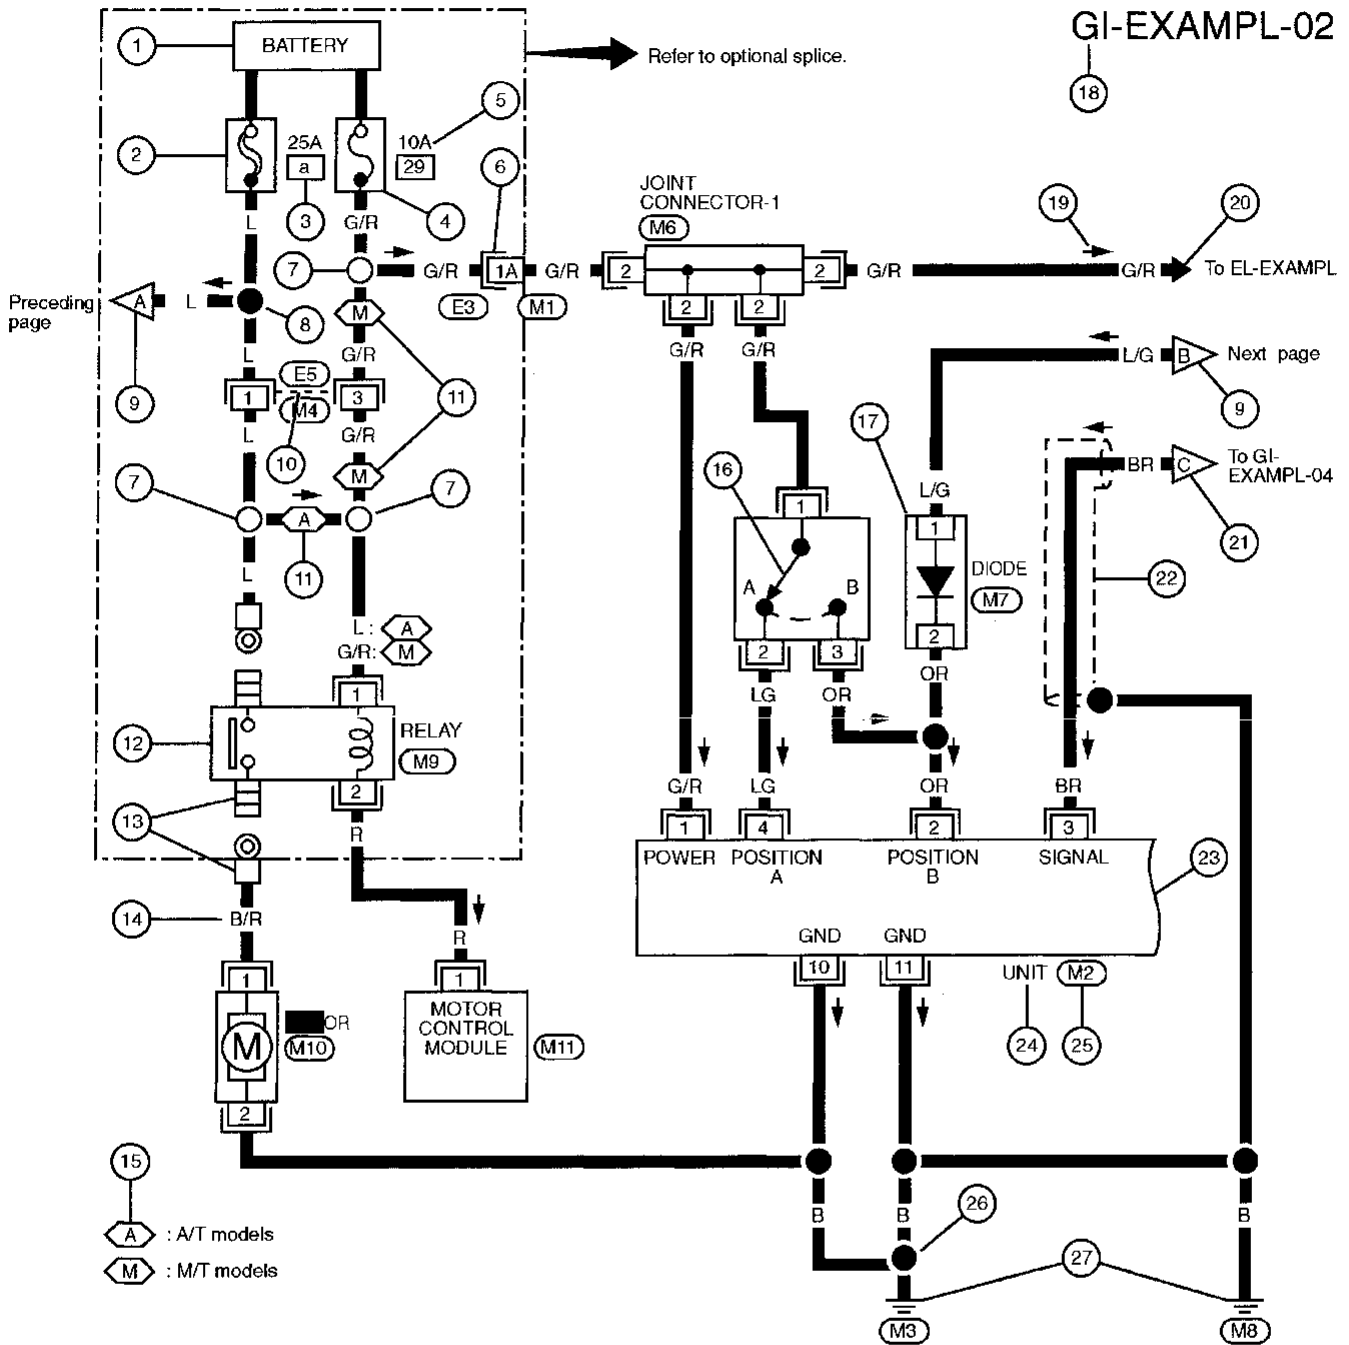 GI-EXAMPL-02
18
1
BATTERY
Refer to optional splice.
5
2
25A
a
10A
29
6
3
4
L
G/R
JOINT
CONNECTOR-1
M6
19
20
7
G/R
1A
G/R
2
2
G/R
G/R
To EL-EXAMPL
E3
M1
2
2
Preceding
page
A
L
8
M
G/R
G/R
L/G
B
Next page
L
G/R
E5
1
3
M4
9
11
9
17
L
G/R
10
16
BR
C
To GI-
EXAMPL-04
7
M
7
L/G
1
1
A
21
11
L
A
B
DIODE
M7
22
L :
A
G/R:
M
2
3
2
1
LG
OR
OR
12
RELAY
M9
2
13
G/R
LG
OR
BR
R
1
4
2
3
POWER
POSITION
A
POSITION
B
SIGNAL
23
14
B/R
R
GND
GND
1
1
10
11
UNIT
M2
M
OR
M10
MOTOR
CONTROL
MODULE
M11
24
25
2
15
26
B
B
B
A
: A/T models
27
M
: M/T models
M3
M8